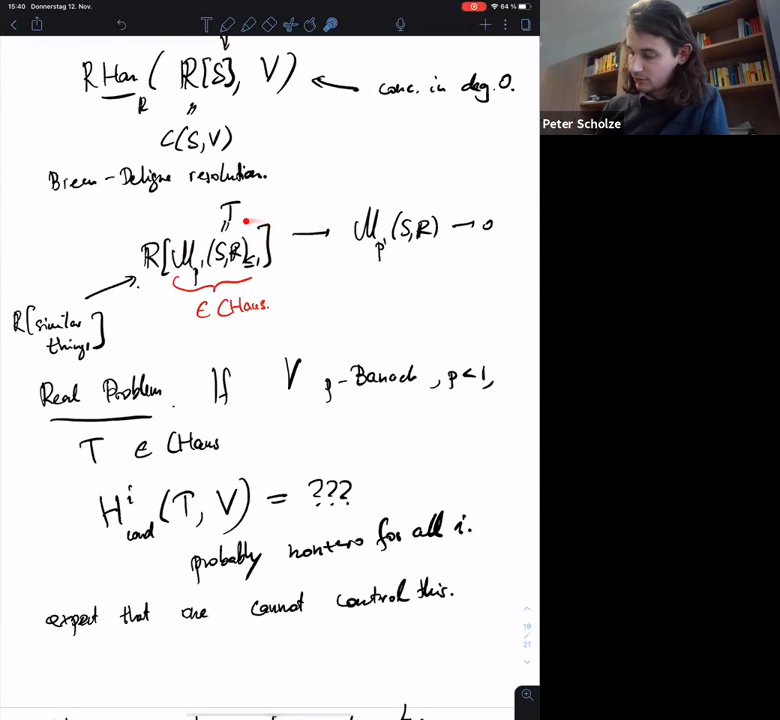 15:40 Donnerstag 12. Nov.
64 %
RHom_R ( R[S], V) ← conc. in deg. 0.
"
C(S,V)
Breen-Deligne resolution.
T
"
R[M_p'(S,R)_≤1] → M_p'(S,R) → 0
∈ CHaus.
R[similar things]
Real Problem. If V p-Banach, p<1,
T ∈ CHaus
H^i_cond (T, V) = ???
probably nonzero for all i.
expect that one cannot control this.
19 / 21
Peter Scholze